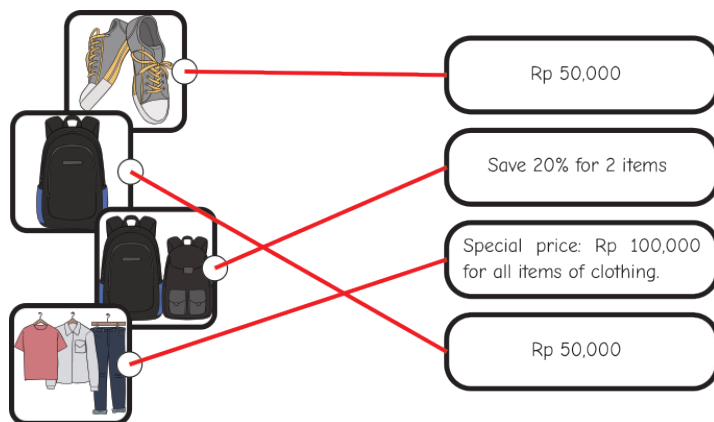 Rp 50,000
Save 20% for 2 items
Special price: Rp 100,000
for all items of clothing.
Rp 50,000